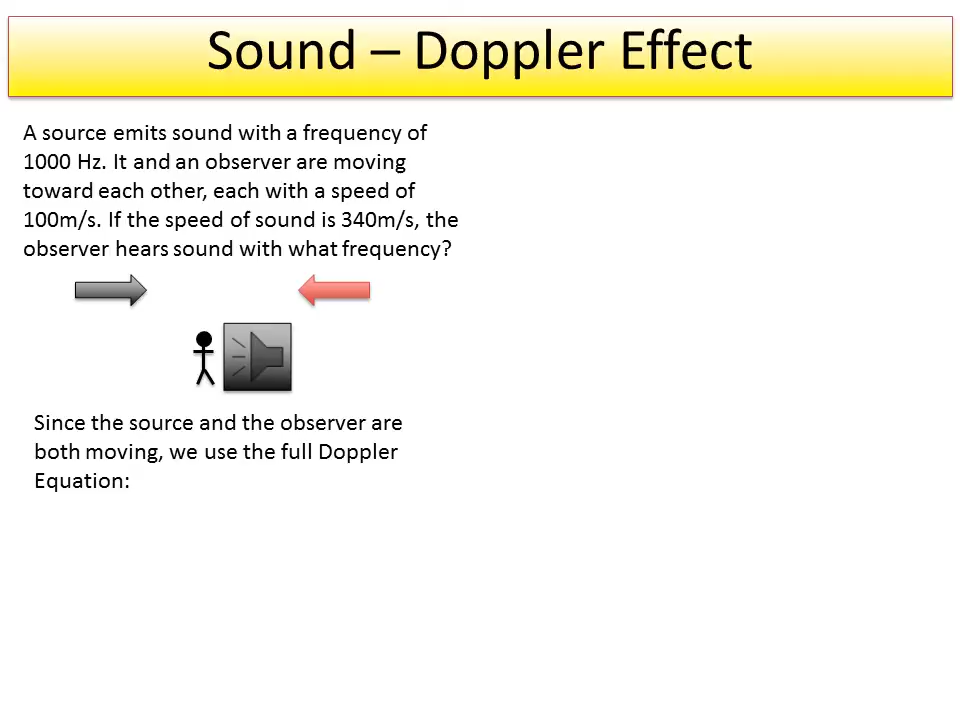 Sound – Doppler Effect
A source emits sound with a frequency of
1000 Hz. It and an observer are moving
toward each other, each with a speed of
100m/s. If the speed of sound is 340m/s, the
observer hears sound with what frequency?
Since the source and the observer are
both moving, we use the full Doppler
Equation: